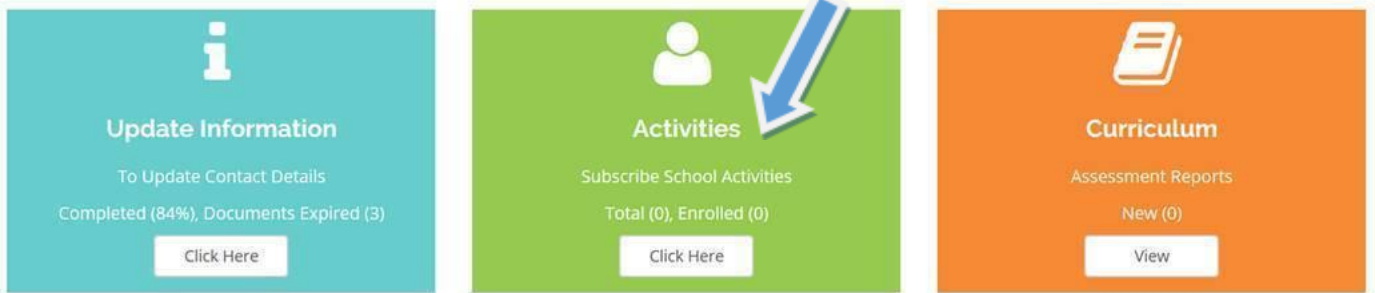 Update Information
To Update Contact Details
Completed (84%), Documents Expired (3)
Click Here
Activities
Subscribe School Activities
Total (0), Enrolled (0)
Click Here
Curriculum
Assessment Reports
New (0)
View